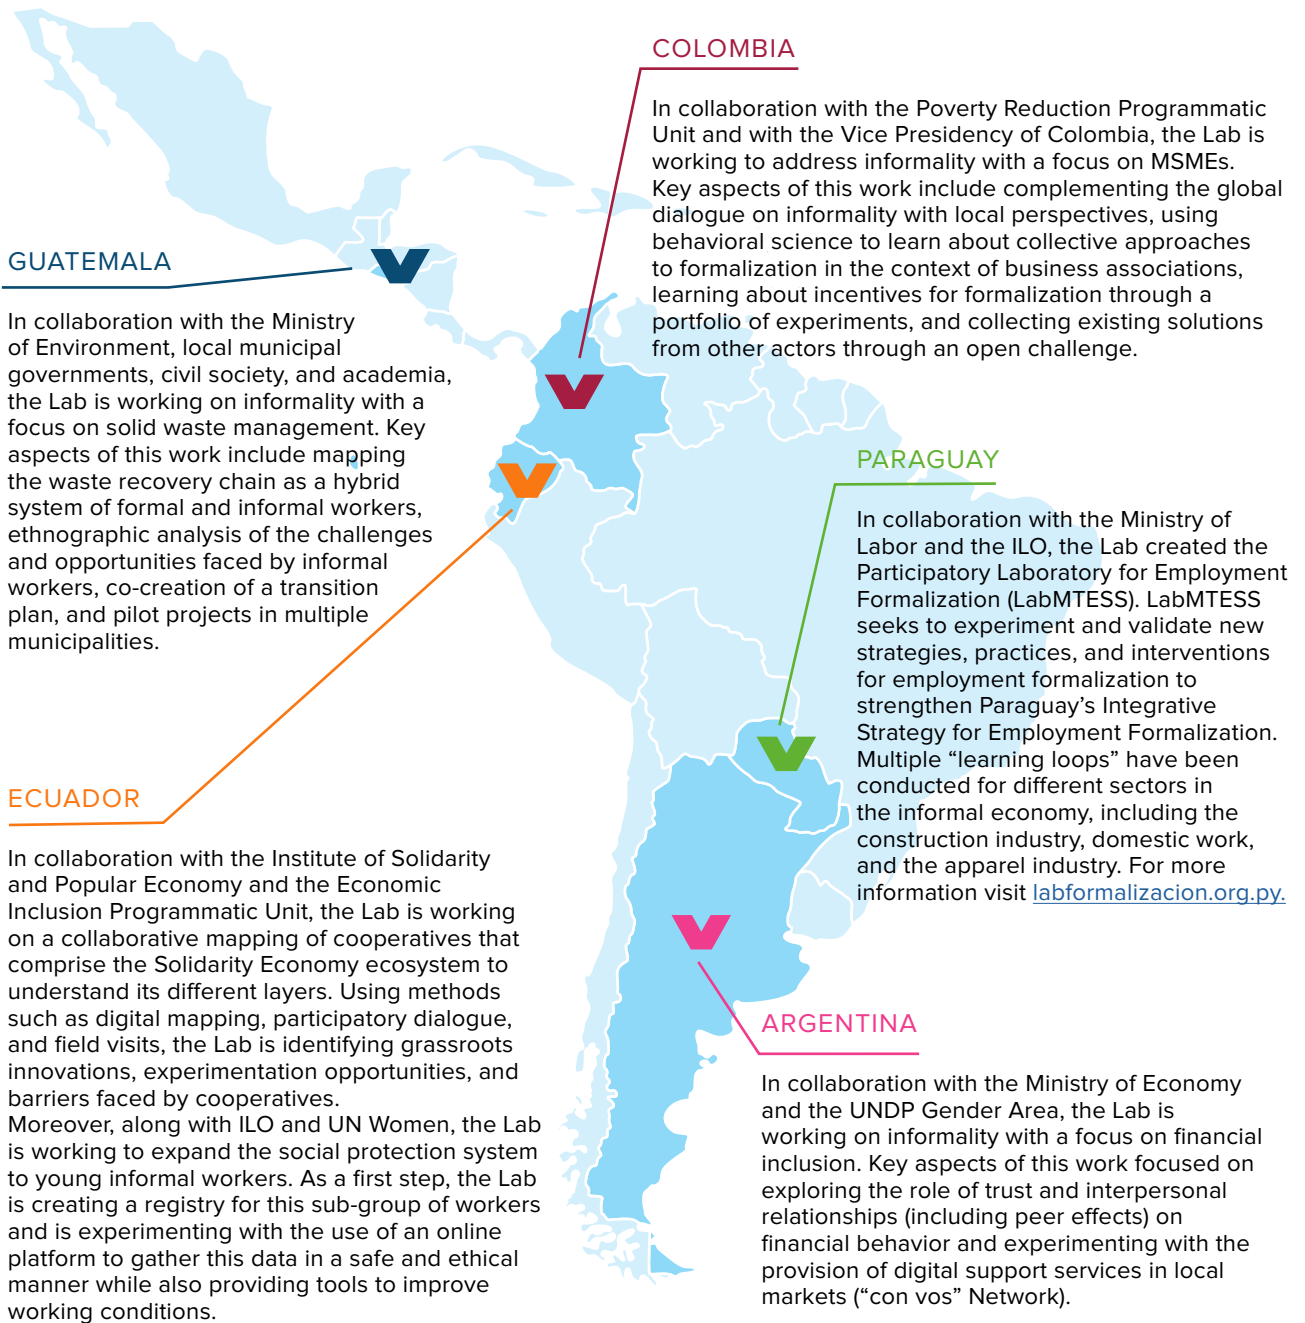 COLOMBIA
In collaboration with the Poverty Reduction Programmatic
Unit and with the Vice Presidency of Colombia, the Lab is
working to address informality with a focus on MSMEs.
Key aspects of this work include complementing the global
dialogue on informality with local perspectives, using
behavioral science to learn about collective approaches
to formalization in the context of business associations,
learning about incentives for formalization through a
portfolio of experiments, and collecting existing solutions
from other actors through an open challenge.
GUATEMALA
In collaboration with the Ministry
of Environment, local municipal
governments, civil society, and academia,
the Lab is working on informality with a
focus on solid waste management. Key
aspects of this work include mapping
the waste recovery chain as a hybrid
system of formal and informal workers,
ethnographic analysis of the challenges
and opportunities faced by informal
workers, co-creation of a transition
plan, and pilot projects in multiple
municipalities.
PARAGUAY
In collaboration with the Ministry of
Labor and the ILO, the Lab created the
Participatory Laboratory for Employment
Formalization (LabMTESS). LabMTESS
seeks to experiment and validate new
strategies, practices, and interventions
for employment formalization to
strengthen Paraguay’s Integrative
Strategy for Employment Formalization.
Multiple “learning loops” have been
conducted for different sectors in
the informal economy, including the
construction industry, domestic work,
and the apparel industry. For more
information visit labformalizacion.org.py.
ECUADOR
In collaboration with the Institute of Solidarity
and Popular Economy and the Economic
Inclusion Programmatic Unit, the Lab is working
on a collaborative mapping of cooperatives that
comprise the Solidarity Economy ecosystem to
understand its different layers. Using methods
such as digital mapping, participatory dialogue,
and field visits, the Lab is identifying grassroots
innovations, experimentation opportunities, and
barriers faced by cooperatives.
Moreover, along with ILO and UN Women, the Lab
is working to expand the social protection system
to young informal workers. As a first step, the Lab
is creating a registry for this sub-group of workers
and is experimenting with the use of an online
platform to gather this data in a safe and ethical
manner while also providing tools to improve
working conditions.
ARGENTINA
In collaboration with the Ministry of Economy
and the UNDP Gender Area, the Lab is
working on informality with a focus on financial
inclusion. Key aspects of this work focused on
exploring the role of trust and interpersonal
relationships (including peer effects) on
financial behavior and experimenting with the
provision of digital support services in local
markets (“con vos” Network).